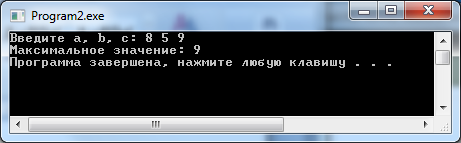 Program2.exe
Введите a, b, c: 8 5 9
Максимальное значение: 9
Программа завершена, нажмите любую клавишу . . .